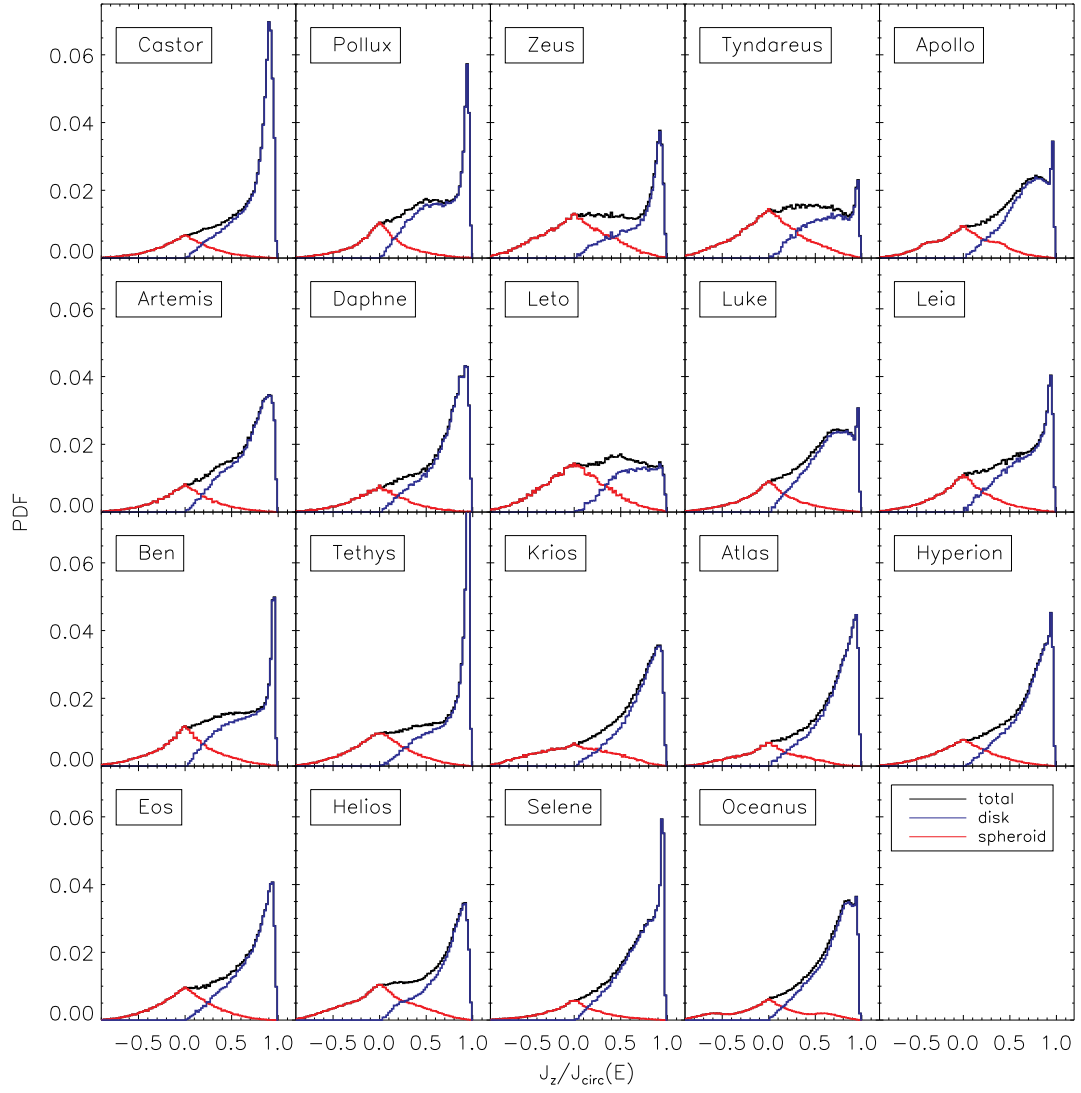 Castor
Pollux
Zeus
Tyndareus
Apollo
0.06
0.04
0.02
0.00
Artemis
Daphne
Leto
Luke
Leia
0.06
0.04
0.02
0.00
PDF
Ben
Tethys
Krios
Atlas
Hyperion
0.06
0.04
0.02
0.00
Eos
Helios
Selene
Oceanus
total
disk
spheroid
0.06
0.04
0.02
0.00
−0.5 0.0 0.5 1.0 −0.5 0.0 0.5 1.0 −0.5 0.0 0.5 1.0 −0.5 0.0 0.5 1.0 −0.5 0.0 0.5 1.0
J_z/J_circ(E)